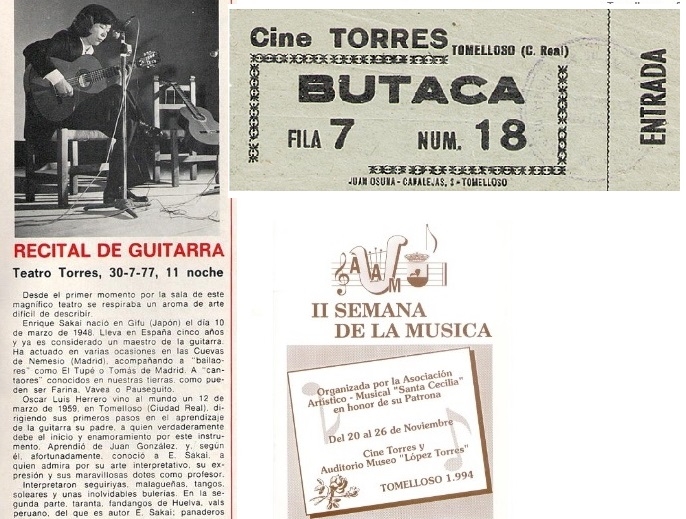 RECITAL DE GUITARRA
Teatro Torres, 30-7-77, 11 noche
Desde el primer momento por la sala de este
magnífico teatro se respiraba un aroma de arte
difícil de describir.
Enrique Sakai nació en Gifu (Japón) el día 10
de marzo de 1948. Lleva en España cinco años
y ya es considerado un maestro de la guitarra.
Ha actuado en varias ocasiones en las Cuevas
de Nemesio (Madrid), acompañando a "bailao-
res" como El Tupé o Tomás de Madrid. A "can-
taores" conocidos en nuestras tierras, como pue-
den ser Farina, Vavea o Pauseguito.
Oscar Luis Herrero vino al mundo un 12 de
marzo de 1959, en Tomelloso (Ciudad Real), di-
rigiendo sus primeros pasos en el aprendizaje
de la guitarra su padre, a quien verdaderamente
debe el inicio y enamoramiento por este instru-
mento. Aprendió de Juan González, y, según
él, afortunadamente, conoció a E. Sakai, a
quien admira por su arte interpretativo, su ex-
presión y sus maravillosas dotes como profesor.
Interpretaron seguiriyas, malagueñas, tangos,
soleares y unas inolvidables bulerías. En la se-
gunda parte, taranta, fandangos de Huelva, vals
peruano, del que es autor E. Sakai; panaderos
Cine TORRES TOMELLOSO (C. Real)
BUTACA
FILA 7 NUM. 18
JUAN OSUNA - CANALEJAS, 3 - TOMELLOSO
ENTRADA
AAM
II SEMANA
DE LA MUSICA
Organizada por la Asociación
Artístico - Musical "Santa Cecilia"
en honor de su Patrona
Del 20 al 26 de Noviembre
Cine Torres y
Auditorio Museo "López Torres"
TOMELLOSO 1.994